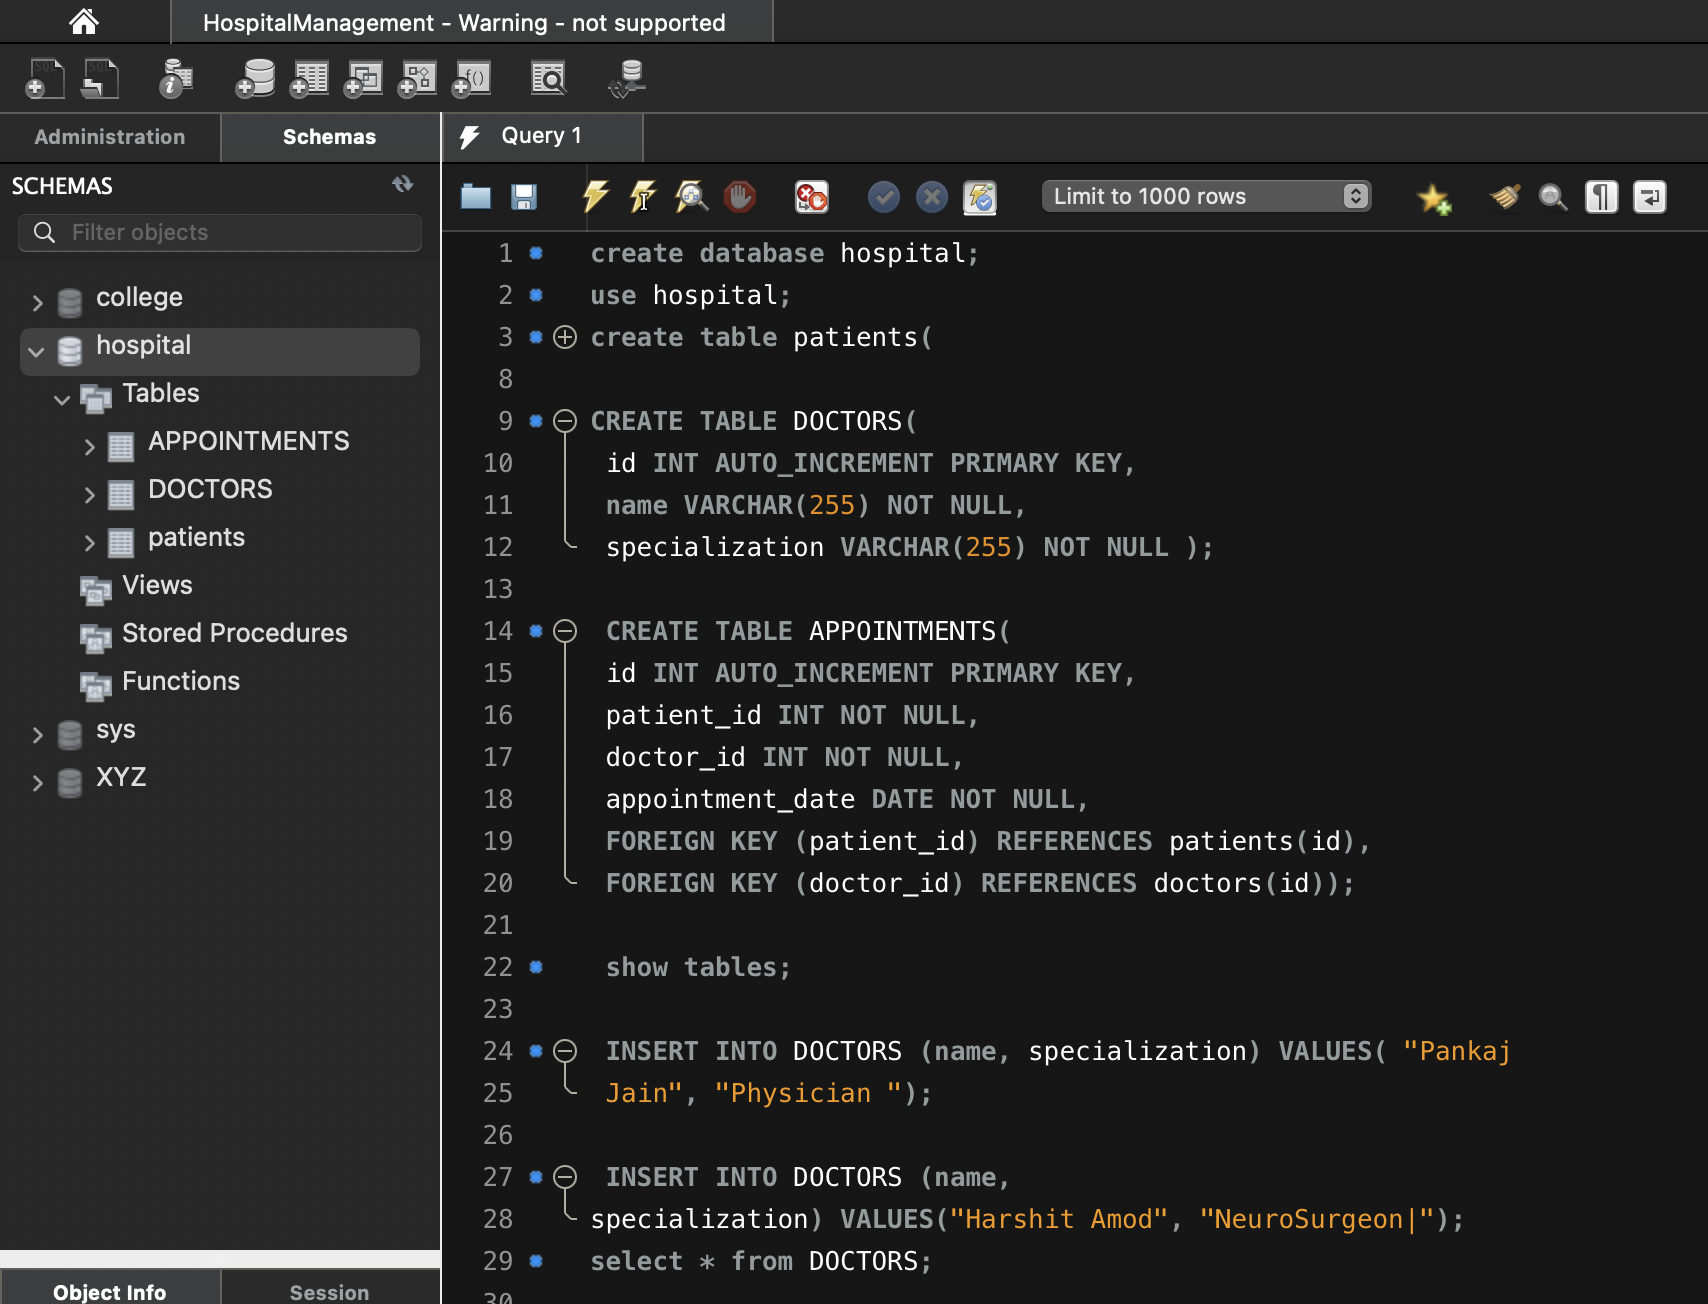 HospitalManagement - Warning - not supported
Administration
Schemas
Query 1
SCHEMAS
Filter objects
Limit to 1000 rows
college
hospital
Tables
APPOINTMENTS
DOCTORS
patients
Views
Stored Procedures
Functions
sys
XYZ
Object Info
Session
1 create database hospital;
2 use hospital;
3 create table patients(
8
9 CREATE TABLE DOCTORS(
10 id INT AUTO_INCREMENT PRIMARY KEY,
11 name VARCHAR(255) NOT NULL,
12 specialization VARCHAR(255) NOT NULL );
13
14 CREATE TABLE APPOINTMENTS(
15 id INT AUTO_INCREMENT PRIMARY KEY,
16 patient_id INT NOT NULL,
17 doctor_id INT NOT NULL,
18 appointment_date DATE NOT NULL,
19 FOREIGN KEY (patient_id) REFERENCES patients(id),
20 FOREIGN KEY (doctor_id) REFERENCES doctors(id));
21
22 show tables;
23
24 INSERT INTO DOCTORS (name, specialization) VALUES( "Pankaj
25 Jain", "Physician ");
26
27 INSERT INTO DOCTORS (name,
28 specialization) VALUES("Harshit Amod", "NeuroSurgeon");
29 select * from DOCTORS;
30